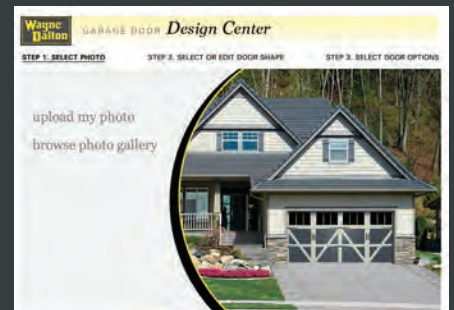 Wayne
Dalton
GARAGE DOOR Design Center
STEP 1. SELECT PHOTO
STEP 2. SELECT OR EDIT DOOR SHAPE
STEP 3. SELECT DOOR OPTIONS
upload my photo
browse photo gallery